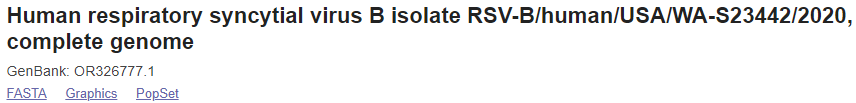 Human respiratory syncytial virus B isolate RSV-B/human/USA/WA-S23442/2020,
complete genome
GenBank: OR326777.1
FASTA Graphics PopSet